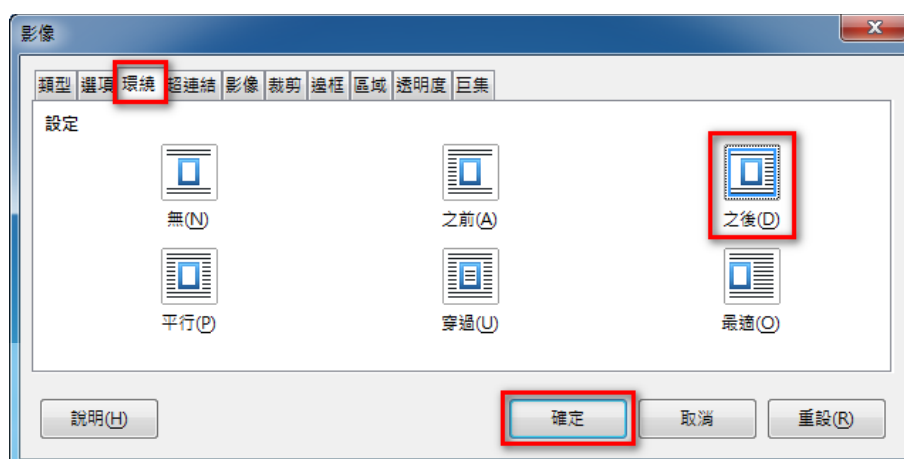 影像
類型 選項 環繞 超連結 影像 裁剪 邊框 區域 透明度 巨集
設定
無(N) 之前(A) 之後(D)
平行(P) 穿過(U) 最適(O)
說明(H) 確定 取消 重設(R)